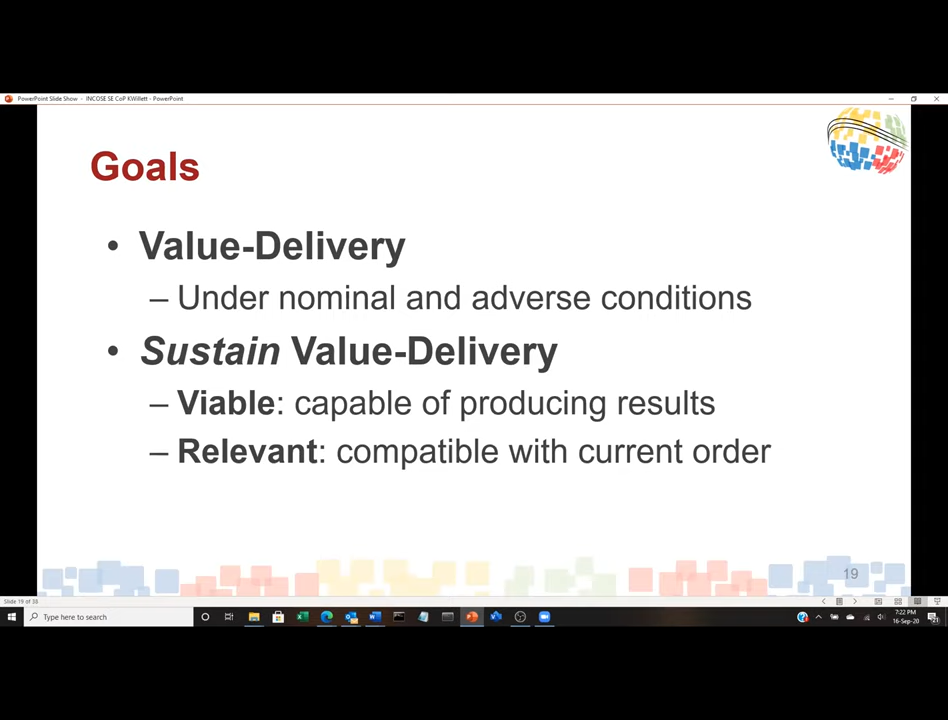 PowerPoint Slide Show - INCOSE SE CoP KWillett - PowerPoint
Goals
• Value-Delivery
– Under nominal and adverse conditions
• Sustain Value-Delivery
– Viable: capable of producing results
– Relevant: compatible with current order
19
Slide 19 of 38
Type here to search
7:22 PM
16-Sep-20